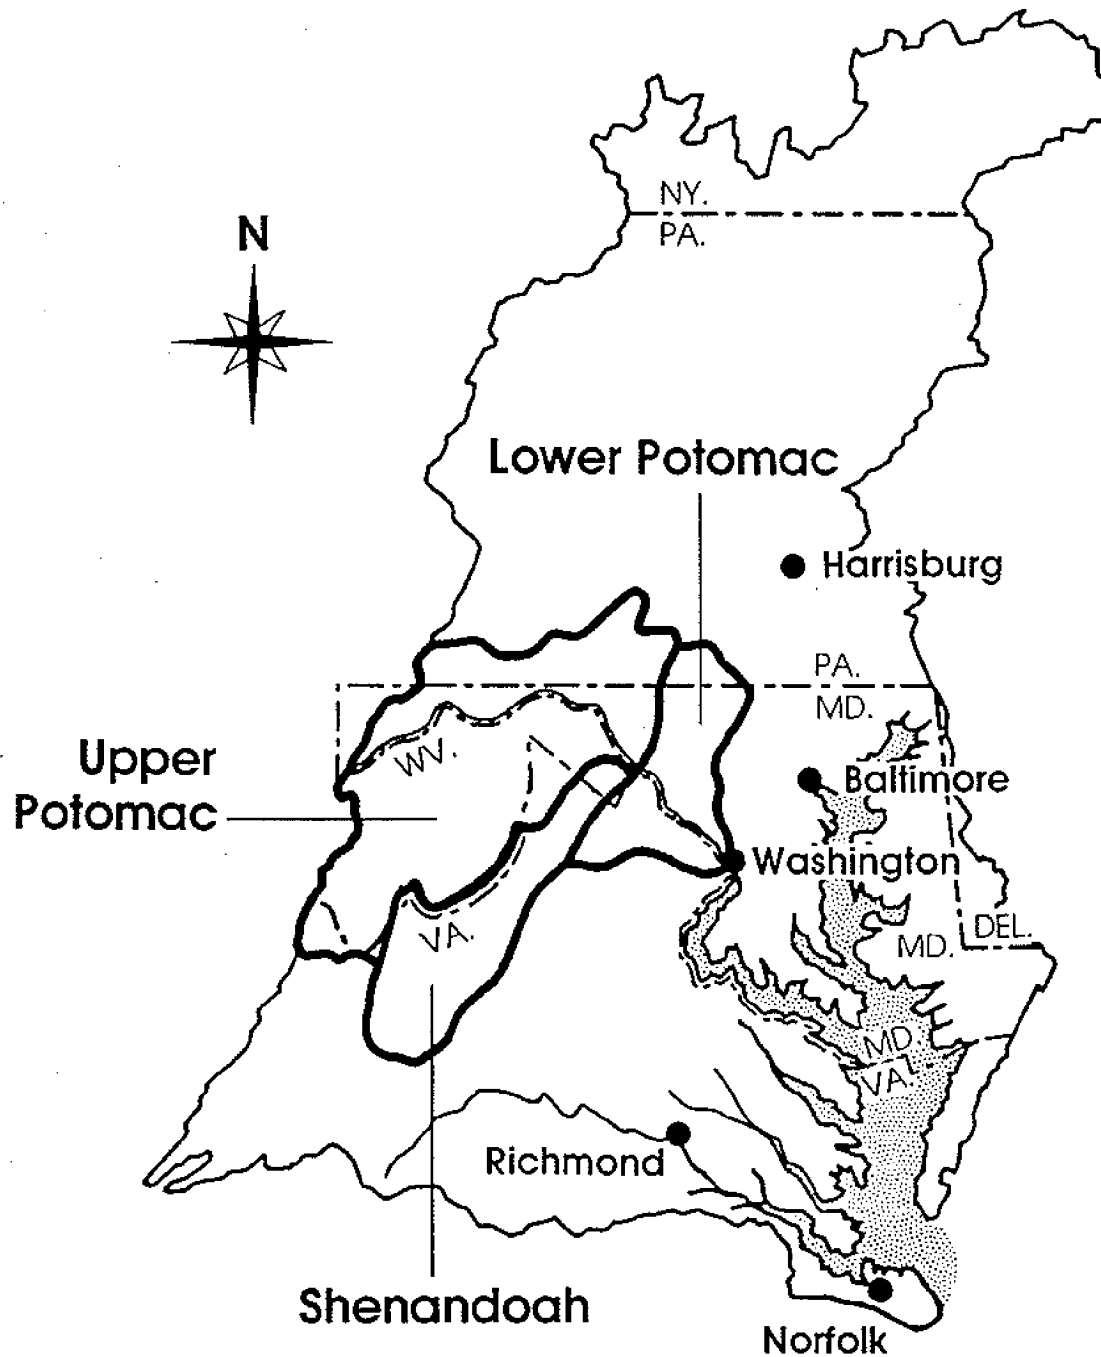 NY.
PA.
N
Lower Potomac
Harrisburg
PA.
MD.
WV.
Upper
Potomac
Baltimore
Washington
VA.
MD.
DEL.
MD
VA.
Richmond
Shenandoah
Norfolk